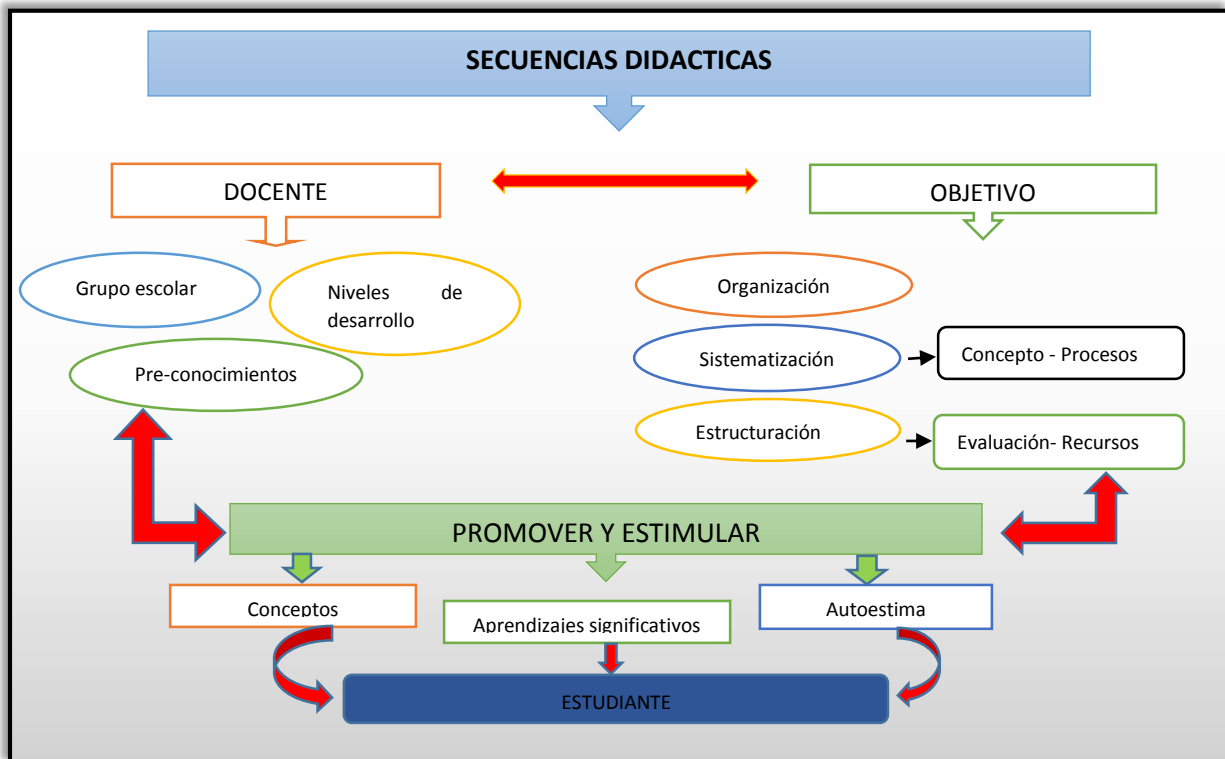 SECUENCIAS DIDACTICAS
DOCENTE
OBJETIVO
Grupo escolar
Niveles de
desarrollo
Pre-conocimientos
Organización
Sistematización
Concepto - Procesos
Estructuración
Evaluación- Recursos
PROMOVER Y ESTIMULAR
Conceptos
Aprendizajes significativos
Autoestima
ESTUDIANTE